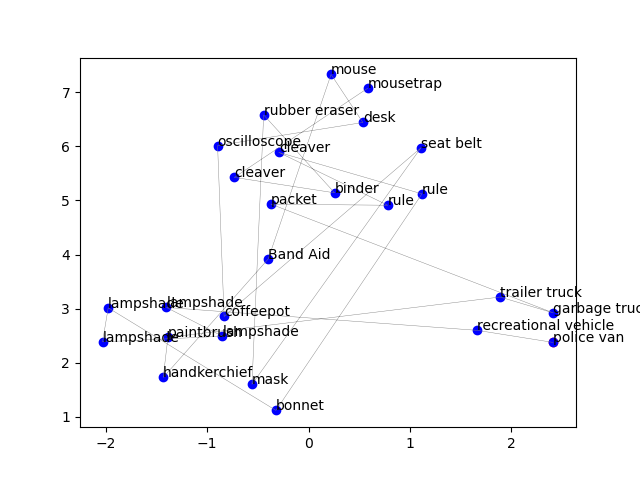 mouse
mousetrap
7
rubber eraser
desk
oscilloscope
cleaver
seat belt
6
cleaver
binder
rule
packet
rule
5
Band Aid
4
trailer truck
lampshade
lampshade
coffeepot
garbage truc
3
paintbrush
lampshade
recreational vehicle
lampshade
police van
2
handkerchief
mask
bonnet
1
−2 −1 0 1 2